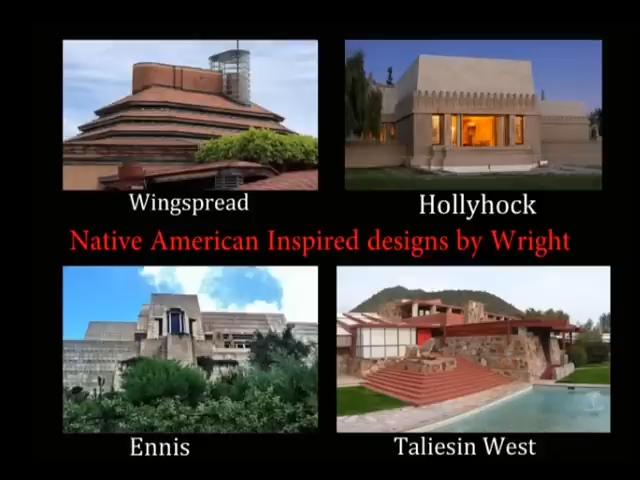 Wingspread
Hollyhock
Native American Inspired designs by Wright
Ennis
Taliesin West